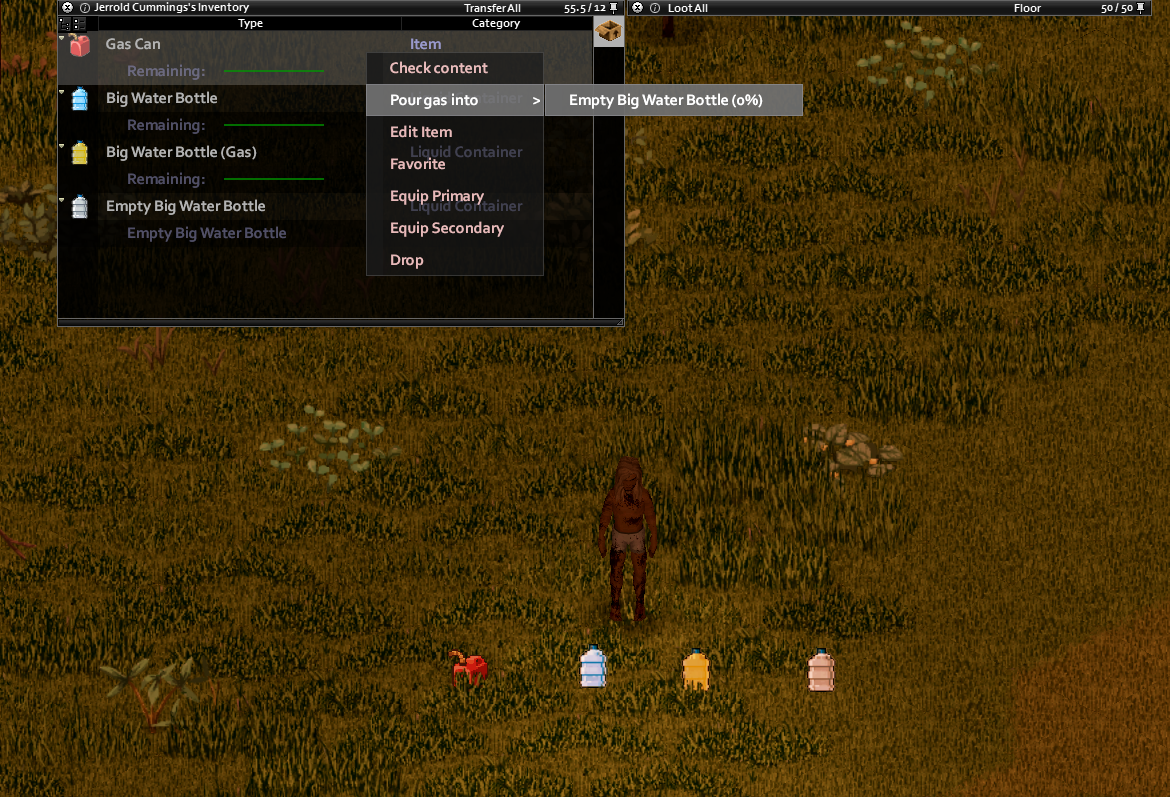 Jerrold Cummings's Inventory Transfer All 55.5 / 12
Loot All Floor 50 / 50
Type Category
Gas Can Item
Remaining:
Check content
Big Water Bottle
Pour gas into > Empty Big Water Bottle (0%)
Remaining:
Edit Item
Big Water Bottle (Gas) Liquid Container
Favorite
Remaining:
Equip Primary
Empty Big Water Bottle Liquid Container
Equip Secondary
Empty Big Water Bottle
Drop